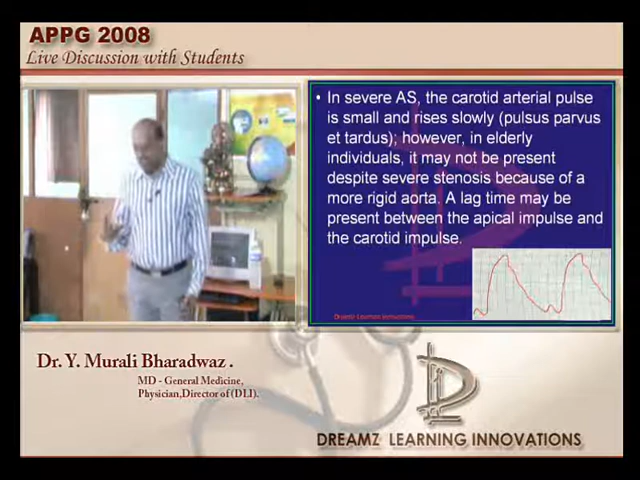 APPG 2008
Live Discussion with Students
• In severe AS, the carotid arterial pulse
is small and rises slowly (pulsus parvus
et tardus); however, in elderly
individuals, it may not be present
despite severe stenosis because of a
more rigid aorta. A lag time may be
present between the apical impulse and
the carotid impulse.
Dreamz Learning Innovations
Dr. Y. Murali Bharadwaz .
MD - General Medicine,
Physician,Director of (DLI).
DREAMZ LEARNING INNOVATIONS